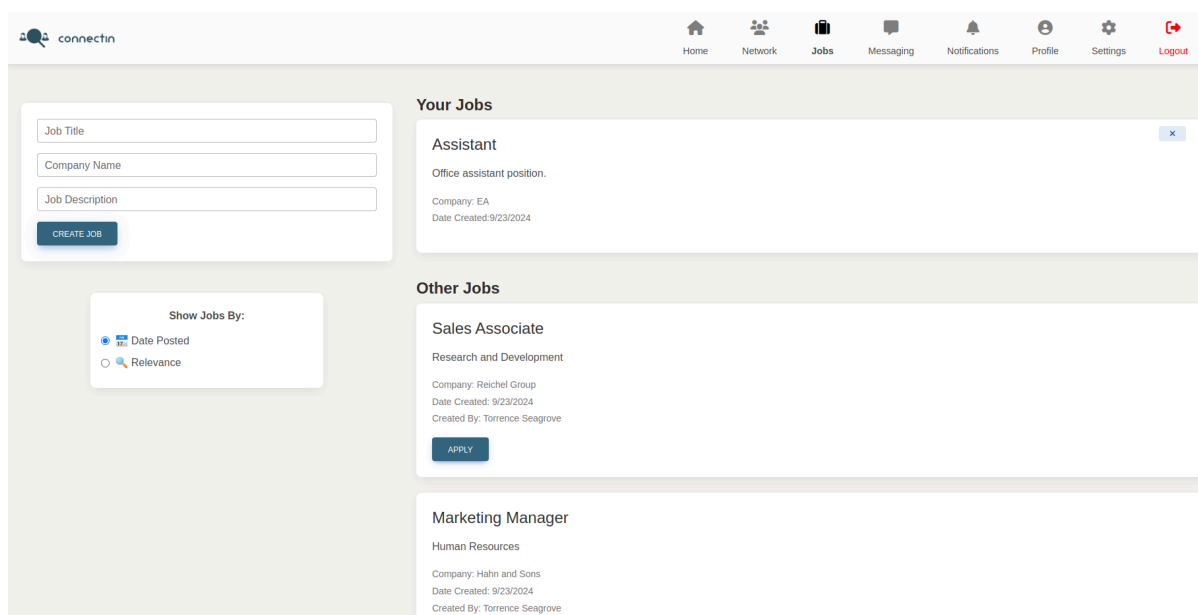 connectin
Home
Network
Jobs
Messaging
Notifications
Profile
Settings
Logout
Job Title
Company Name
Job Description
CREATE JOB
Show Jobs By:
Date Posted
Relevance
Your Jobs
Assistant
Office assistant position.
Company: EA
Date Created:9/23/2024
Other Jobs
Sales Associate
Research and Development
Company: Reichel Group
Date Created: 9/23/2024
Created By: Torrence Seagrove
APPLY
Marketing Manager
Human Resources
Company: Hahn and Sons
Date Created: 9/23/2024
Created By: Torrence Seagrove